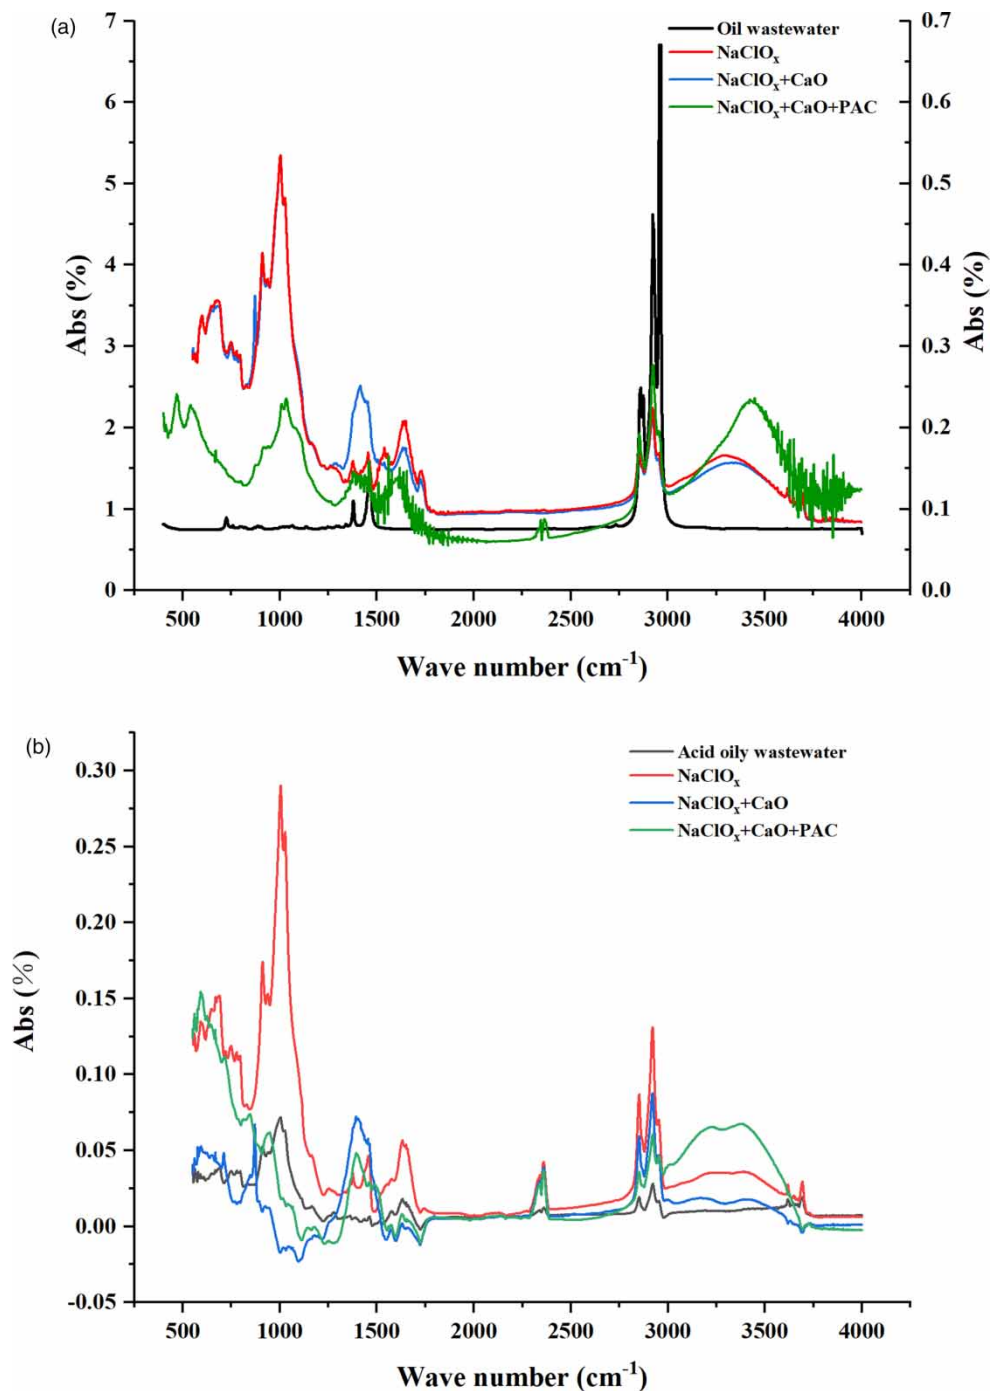 (a)
7
6
5
4
3
2
1
0
Abs (%)
0.7
0.6
0.5
0.4
0.3
0.2
0.1
0.0
Abs (%)
Oil wastewater
NaClOₓ
NaClOₓ+CaO
NaClOₓ+CaO+PAC
500 1000 1500 2000 2500 3000 3500 4000
Wave number (cm⁻¹)
(b)
0.30
0.25
0.20
0.15
0.10
0.05
0.00
-0.05
Abs (%)
Acid oily wastewater
NaClOₓ
NaClOₓ+CaO
NaClOₓ+CaO+PAC
500 1000 1500 2000 2500 3000 3500 4000
Wave number (cm⁻¹)